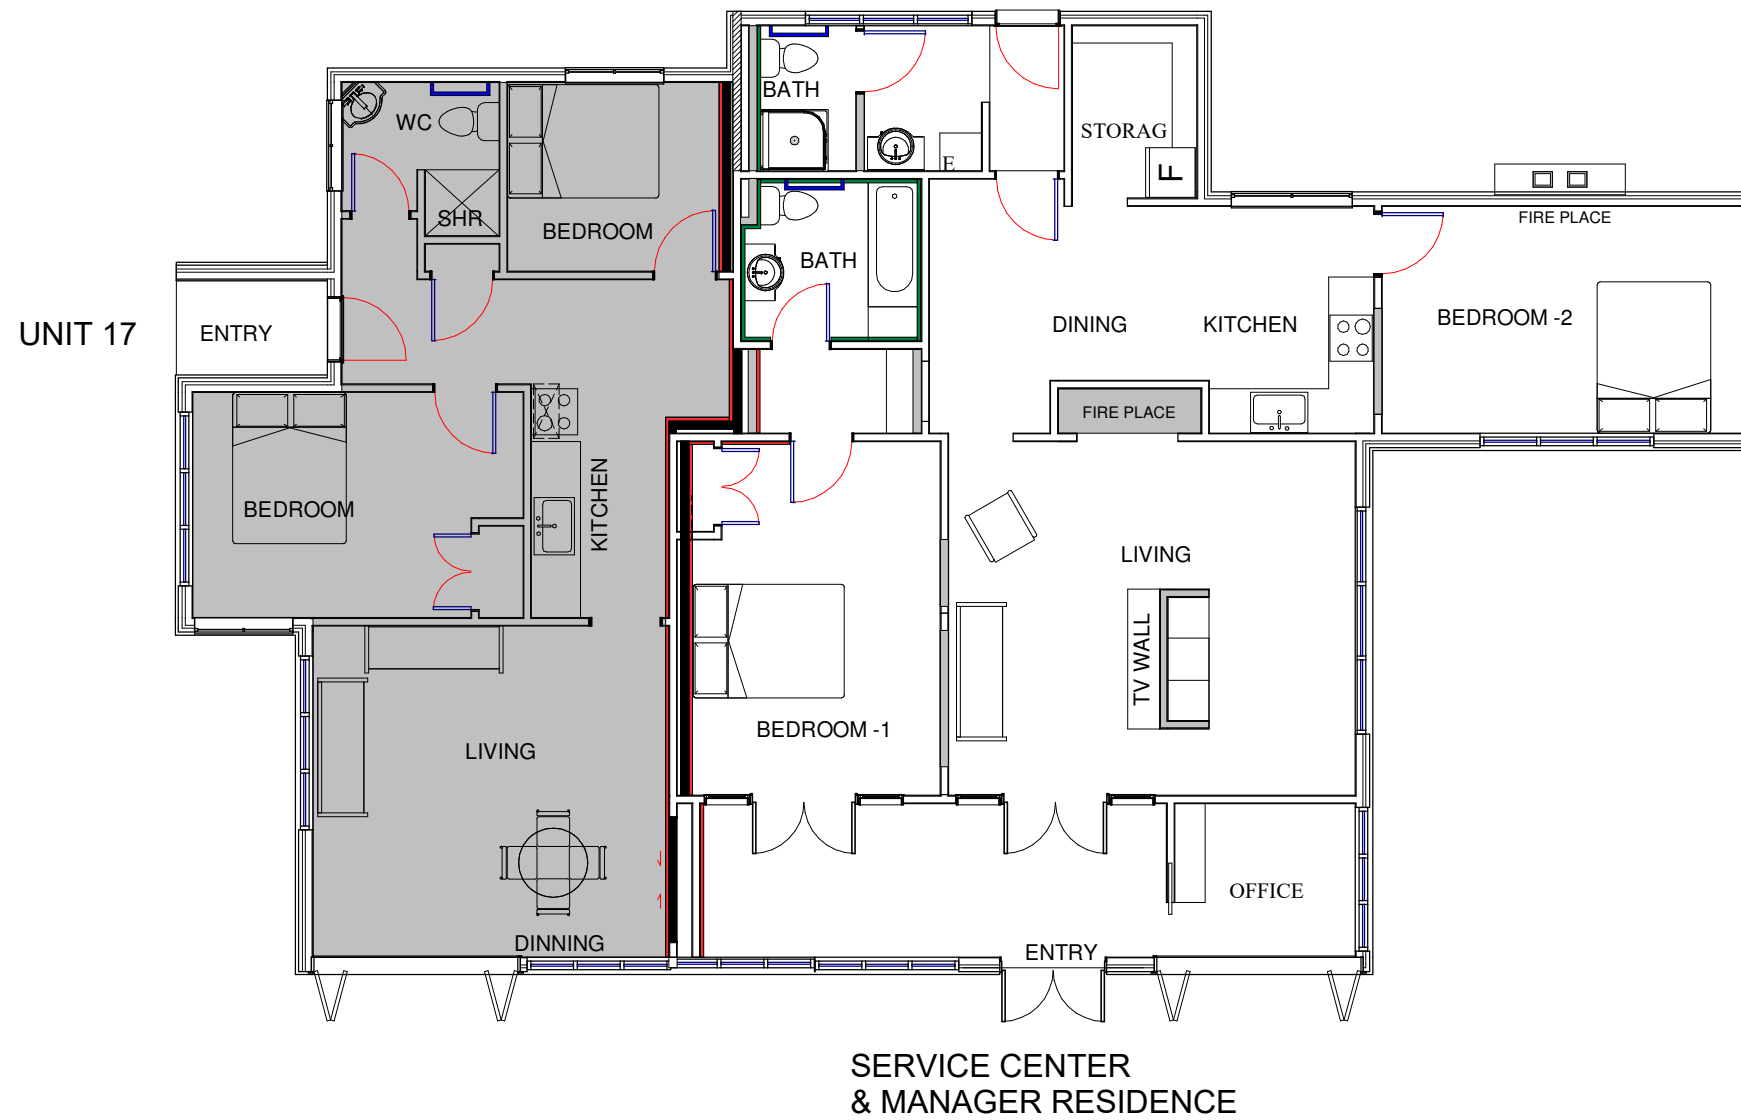 BATH
WC
STORAG
E
F
SHR
BEDROOM
FIRE PLACE
BATH
UNIT 17
ENTRY
DINING
KITCHEN
BEDROOM -2
FIRE PLACE
BEDROOM
KITCHEN
LIVING
TV WALL
BEDROOM -1
LIVING
OFFICE
DINNING
ENTRY
SERVICE CENTER
& MANAGER RESIDENCE